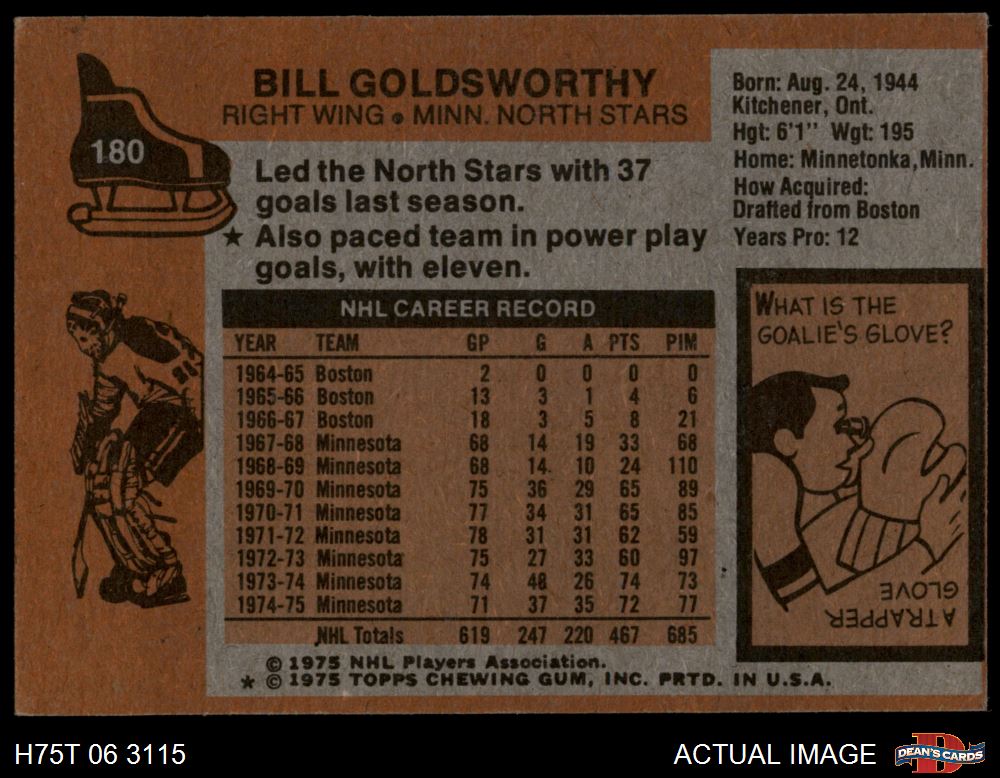 BILL GOLDSWORTHY
RIGHT WING • MINN. NORTH STARS
180
Led the North Stars with 37
goals last season.
★ Also paced team in power play
goals, with eleven.
Born: Aug. 24, 1944
Kitchener, Ont.
Hgt: 6'1" Wgt: 195
Home: Minnetonka, Minn.
How Acquired:
Drafted from Boston
Years Pro: 12
NHL CAREER RECORD
YEAR TEAM GP G A PTS PIM
1964-65 Boston 2 0 0 0 0
1965-66 Boston 13 3 1 4 6
1966-67 Boston 18 3 5 8 21
1967-68 Minnesota 68 14 19 33 68
1968-69 Minnesota 68 14 10 24 110
1969-70 Minnesota 75 36 29 65 89
1970-71 Minnesota 77 34 31 65 85
1971-72 Minnesota 78 31 31 62 59
1972-73 Minnesota 75 27 33 60 97
1973-74 Minnesota 74 48 26 74 73
1974-75 Minnesota 71 37 35 72 77
NHL Totals 619 247 220 467 685
© 1975 NHL Players Association.
★ © 1975 TOPPS CHEWING GUM, INC. PRTD. IN U.S.A.
WHAT IS THE
GOALIE'S GLOVE?
A TRAPPER
GLOVE
H75T 06 3115
ACTUAL IMAGE
DEAN'S CARDS